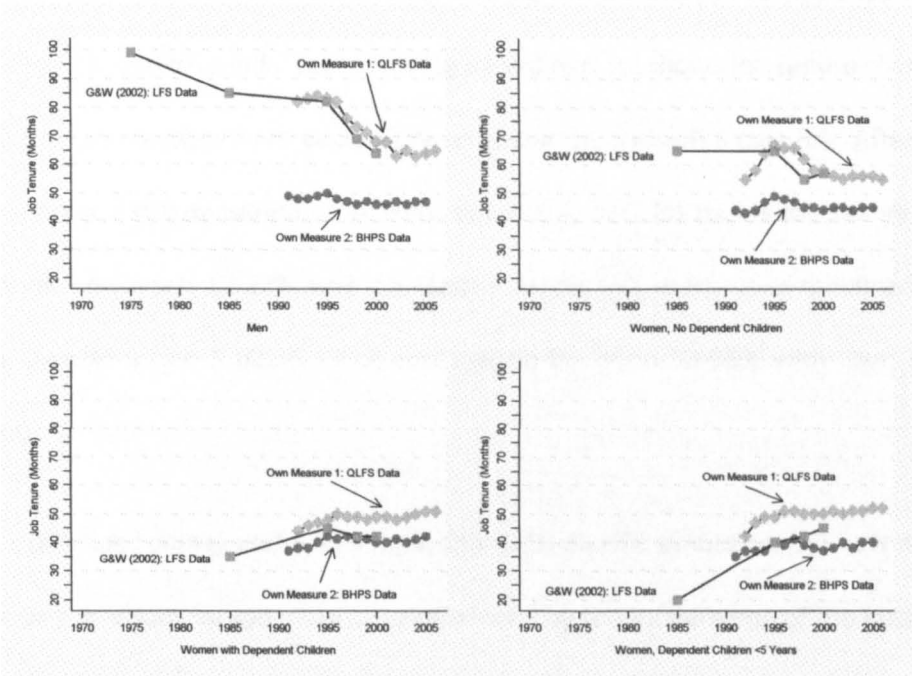 Job Tenure (Months)
100
90
80
70
60
50
40
30
20
Own Measure 1: QLFS Data
G&W (2002): LFS Data
Own Measure 2: BHPS Data
1970 1975 1980 1985 1990 1995 2000 2005
Men
Job Tenure (Months)
100
90
80
70
60
50
40
30
20
Own Measure 1: QLFS Data
G&W (2002): LFS Data
Own Measure 2: BHPS Data
1970 1975 1980 1985 1990 1995 2000 2005
Women, No Dependent Children
Job Tenure (Months)
100
90
80
70
60
50
40
30
20
Own Measure 1: QLFS Data
G&W (2002): LFS Data
Own Measure 2: BHPS Data
1970 1975 1980 1985 1990 1995 2000 2005
Women with Dependent Children
Job Tenure (Months)
100
90
80
70
60
50
40
30
20
Own Measure 1: QLFS Data
G&W (2002): LFS Data
Own Measure 2: BHPS Data
1970 1975 1980 1985 1990 1995 2000 2005
Women, Dependent Children <5 Years